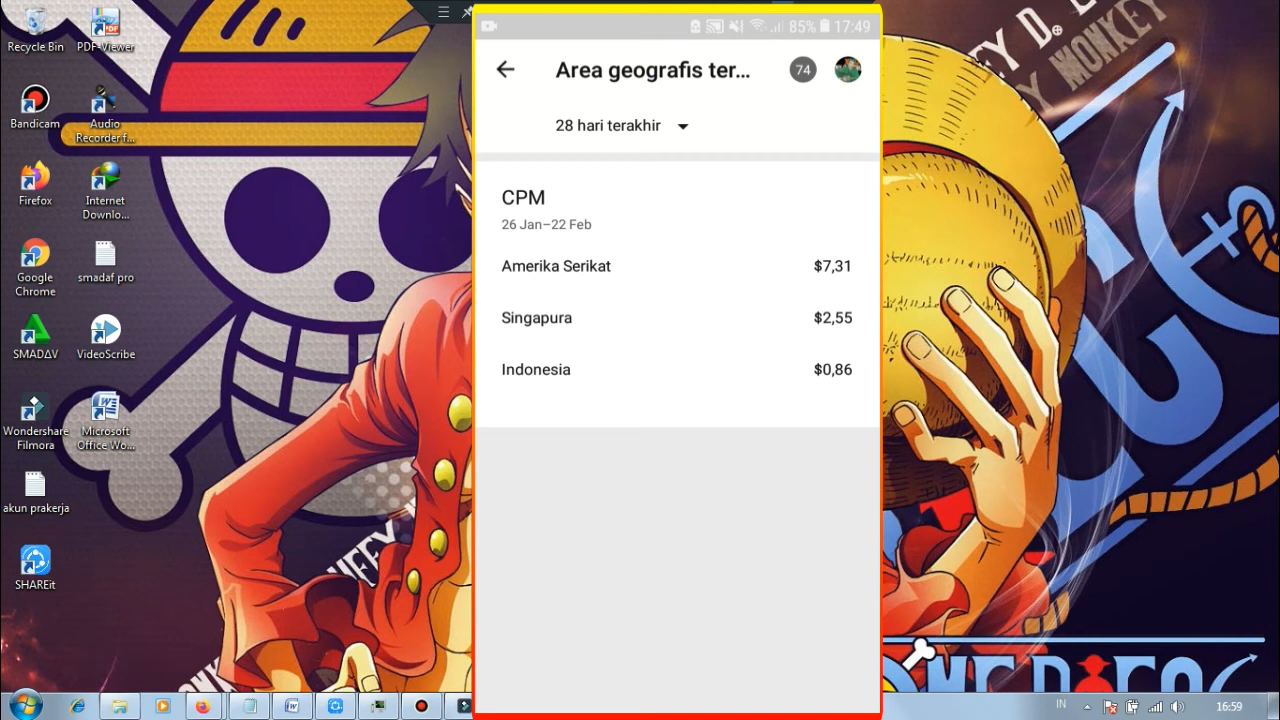 Recycle Bin
PDF-Viewer
Bandicam
Audio
Recorder f...
Firefox
Internet
Downlo...
Google
Chrome
smadaf pro
SMADΔV
VideoScribe
Wondershare
Filmora
Microsoft
Office Wo...
akun prakerja
SHAREit
85% 17:49
Area geografis ter...
74
28 hari terakhir
CPM
26 Jan–22 Feb
Amerika Serikat $7,31
Singapura $2,55
Indonesia $0,86
MONKEY
IN
16:59